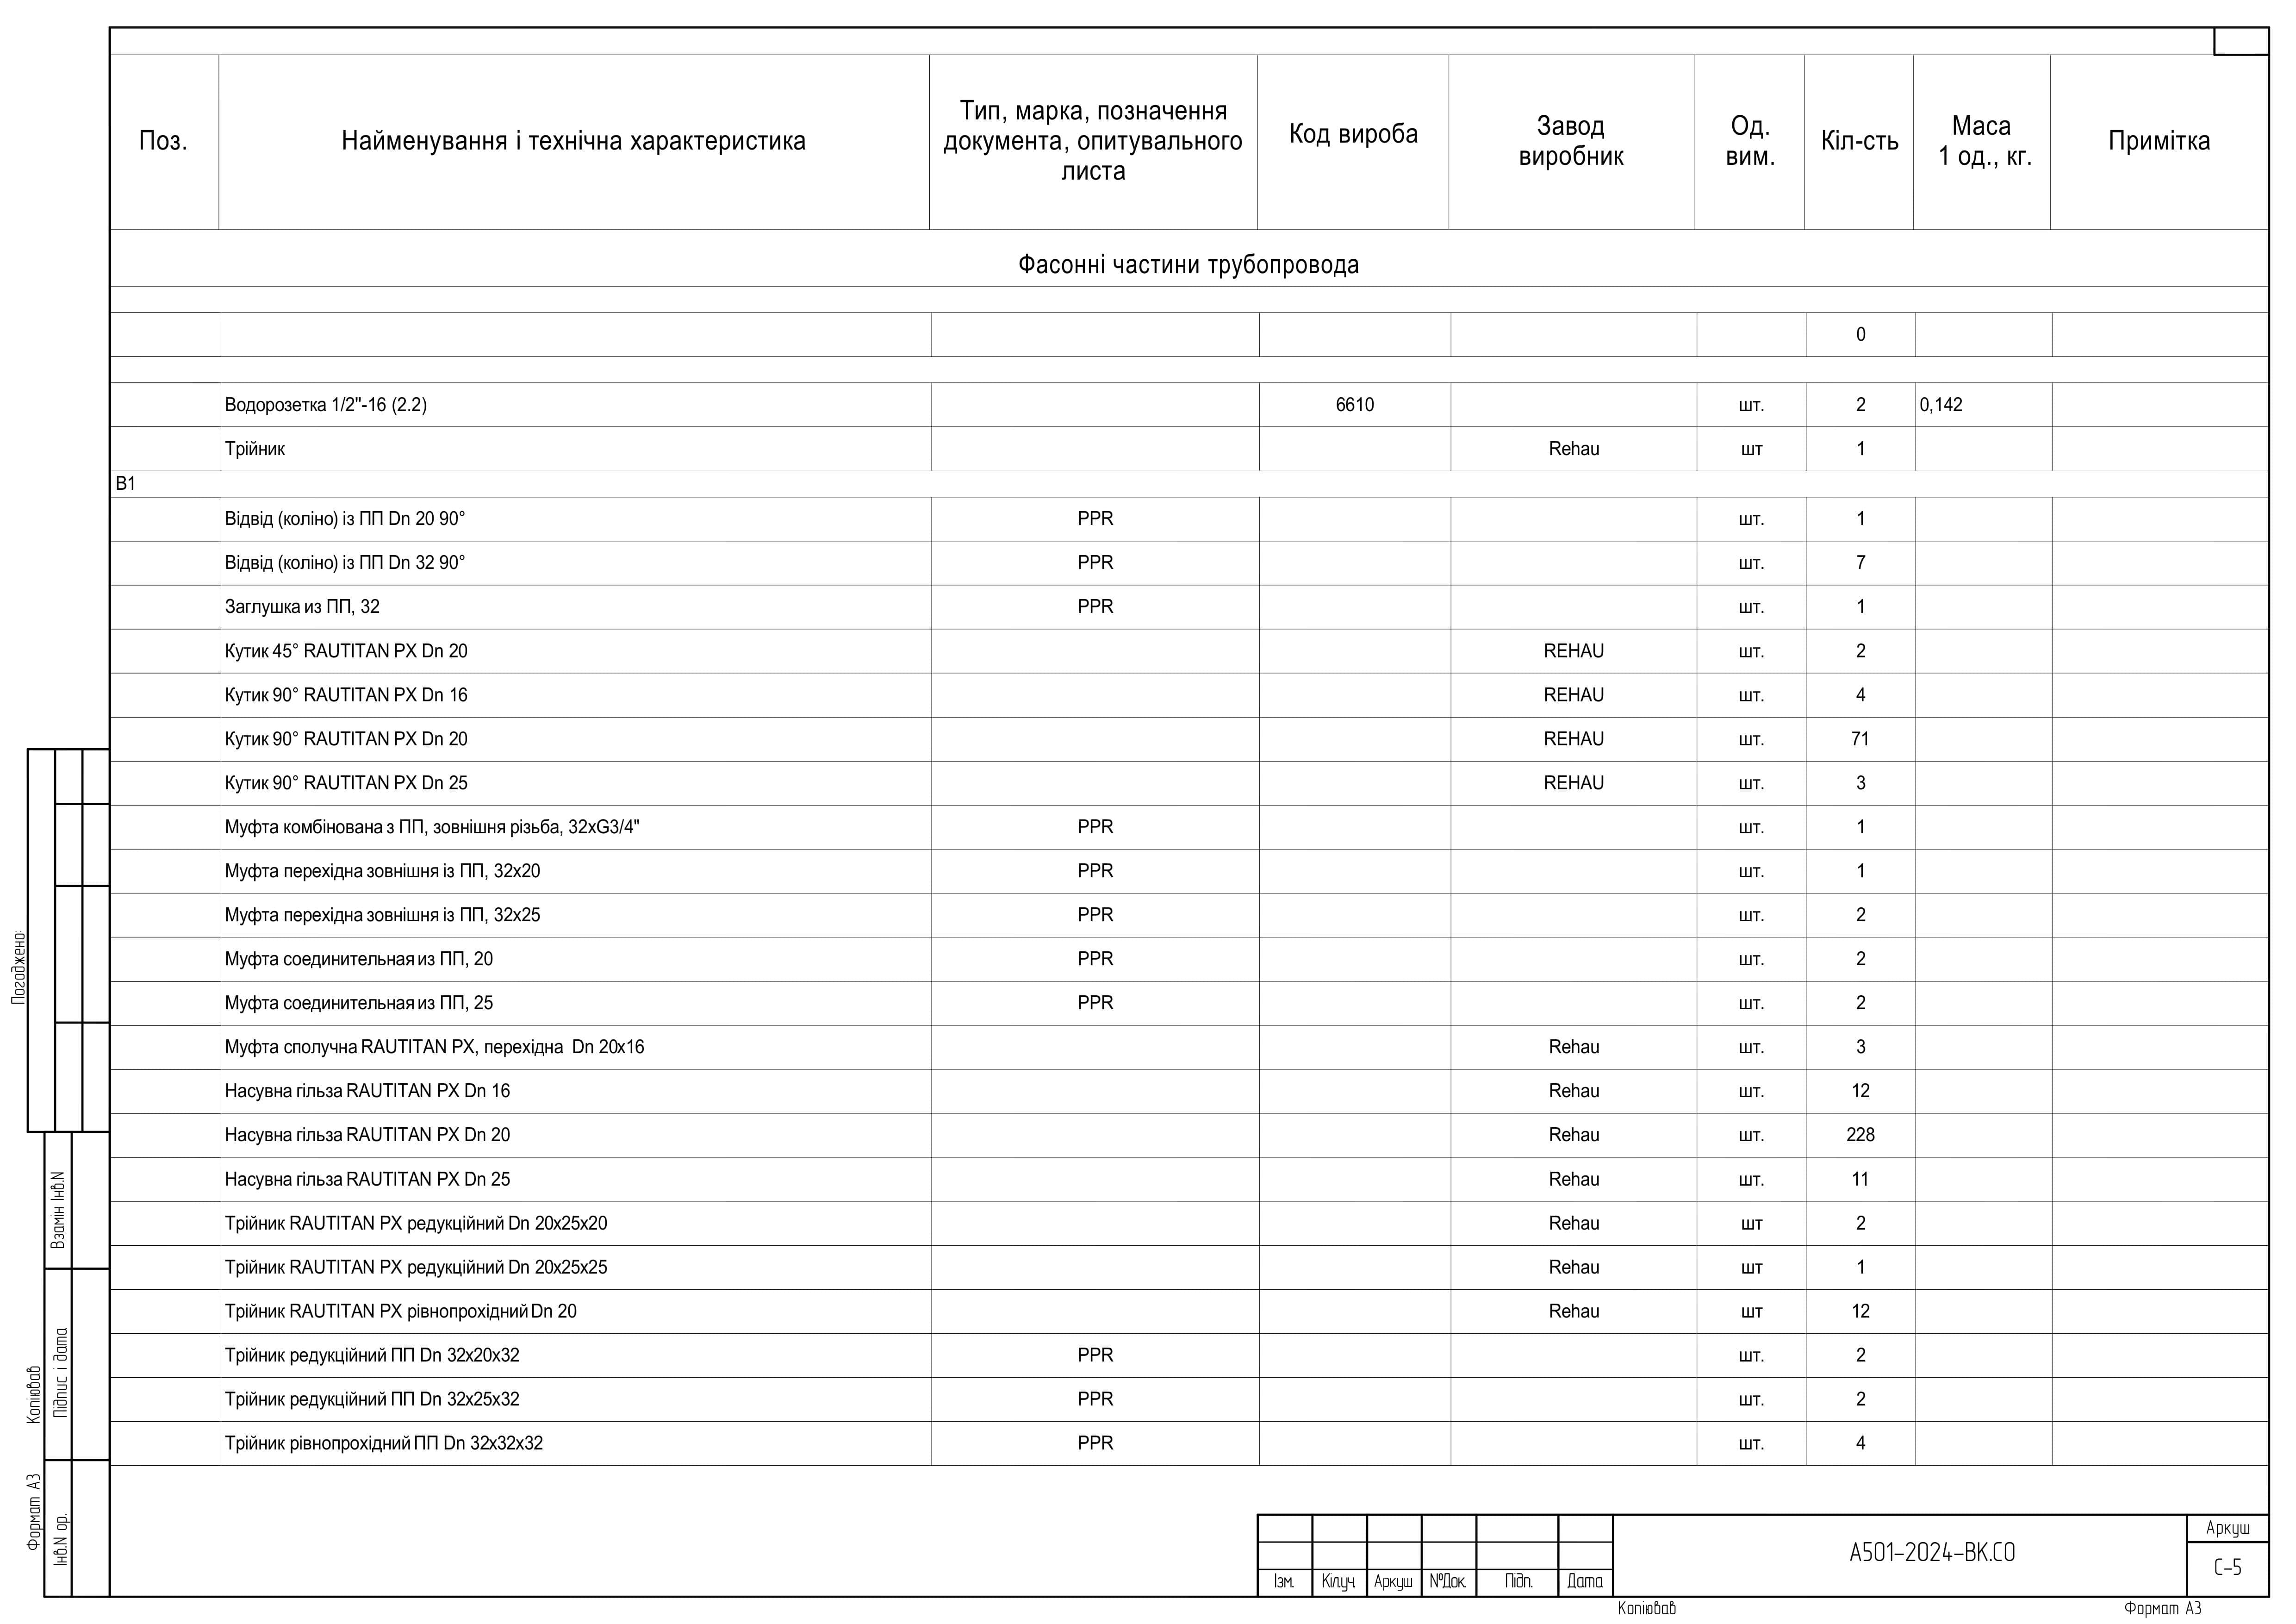 Поз.
Найменування і технічна характеристика
Тип, марка, позначення
документа, опитувального
листа
Код вироба
Завод
виробник
Од.
вим.
Кіл-сть
Маса
1 од., кг.
Примітка
Фасонні частини трубопровода
0
Водорозетка 1/2"-16 (2.2) 6610 шт. 2 0,142
Трійник Rehau шт 1
В1
Відвід (коліно) із ПП Dn 20 90° PPR шт. 1
Відвід (коліно) із ПП Dn 32 90° PPR шт. 7
Заглушка из ПП, 32 PPR шт. 1
Кутик 45° RAUTITAN PX Dn 20 REHAU шт. 2
Кутик 90° RAUTITAN PX Dn 16 REHAU шт. 4
Кутик 90° RAUTITAN PX Dn 20 REHAU шт. 71
Кутик 90° RAUTITAN PX Dn 25 REHAU шт. 3
Муфта комбінована з ПП, зовнішня різьба, 32xG3/4" PPR шт. 1
Муфта перехідна зовнішня із ПП, 32х20 PPR шт. 1
Муфта перехідна зовнішня із ПП, 32х25 PPR шт. 2
Муфта соединительная из ПП, 20 PPR шт. 2
Муфта соединительная из ПП, 25 PPR шт. 2
Муфта сполучна RAUTITAN PX, перехідна Dn 20х16 Rehau шт. 3
Насувна гільза RAUTITAN PX Dn 16 Rehau шт. 12
Насувна гільза RAUTITAN PX Dn 20 Rehau шт. 228
Насувна гільза RAUTITAN PX Dn 25 Rehau шт. 11
Трійник RAUTITAN PX редукційний Dn 20х25х20 Rehau шт 2
Трійник RAUTITAN PX редукційний Dn 20х25х25 Rehau шт 1
Трійник RAUTITAN PX рівнопрохідний Dn 20 Rehau шт 12
Трійник редукційний ПП Dn 32х20х32 PPR шт. 2
Трійник редукційний ПП Dn 32х25х32 PPR шт. 2
Трійник рівнопрохідний ПП Dn 32х32х32 PPR шт. 4
Погоджено:
Взамін Інв.N
Підпис і дата
Інв.N ор.
Копіював
Формат А3
Ізм. Кіл.уч. Аркуш №Док. Підп. Дата
А501-2024-ВК.СО
Аркуш
С-5
Копіював
Формат А3